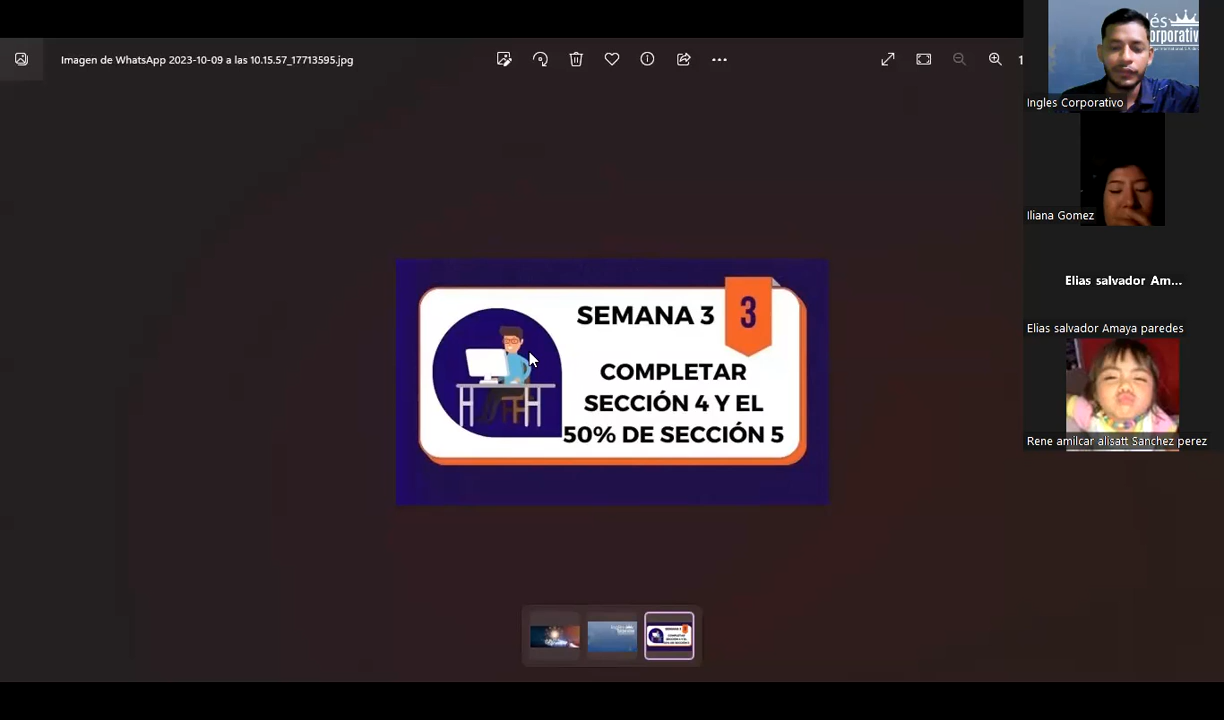 Imagen de WhatsApp 2023-10-09 a las 10.15.57_17713595.jpg
1
Ingles Corporativo
Iliana Gomez
Elias salvador Am...
Elias salvador Amaya paredes
Rene amilcar alisatt Sanchez perez
SEMANA 3
3
COMPLETAR
SECCIÓN 4 Y EL
50% DE SECCIÓN 5